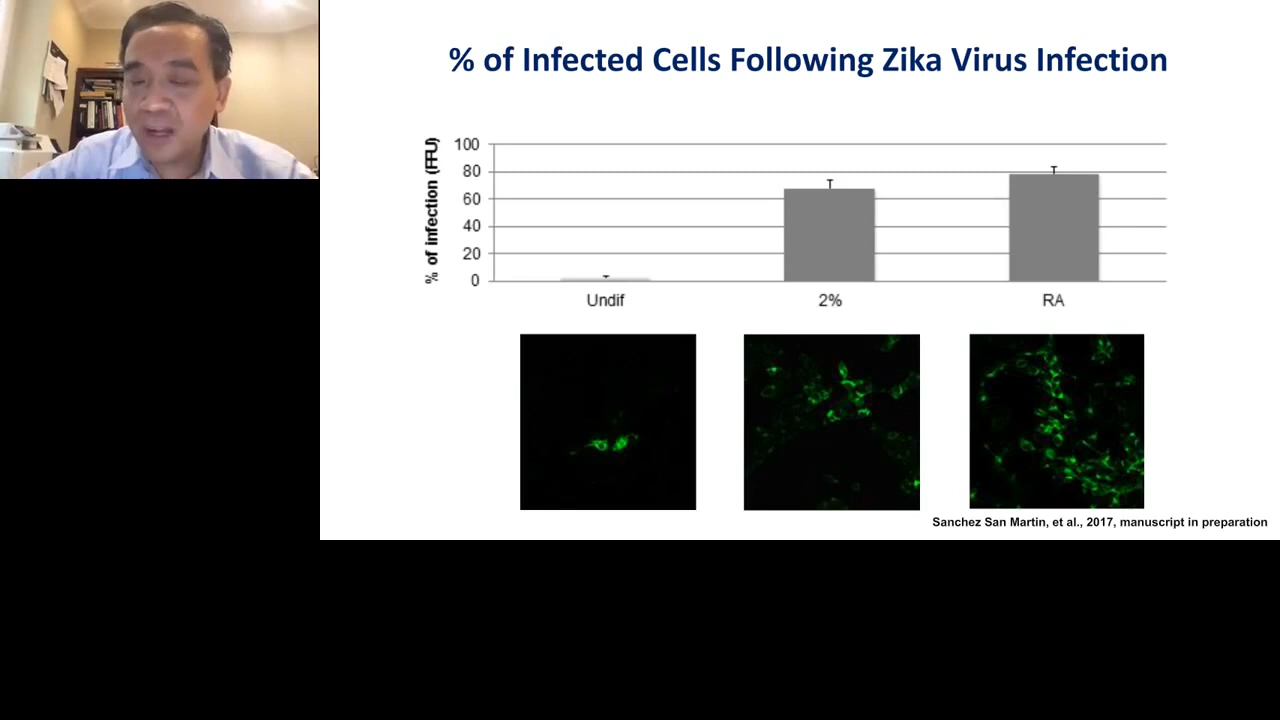 % of Infected Cells Following Zika Virus Infection
% of infection (FFU)
100
80
60
40
20
0
Undif
2%
RA
Sanchez San Martin, et al., 2017, manuscript in preparation